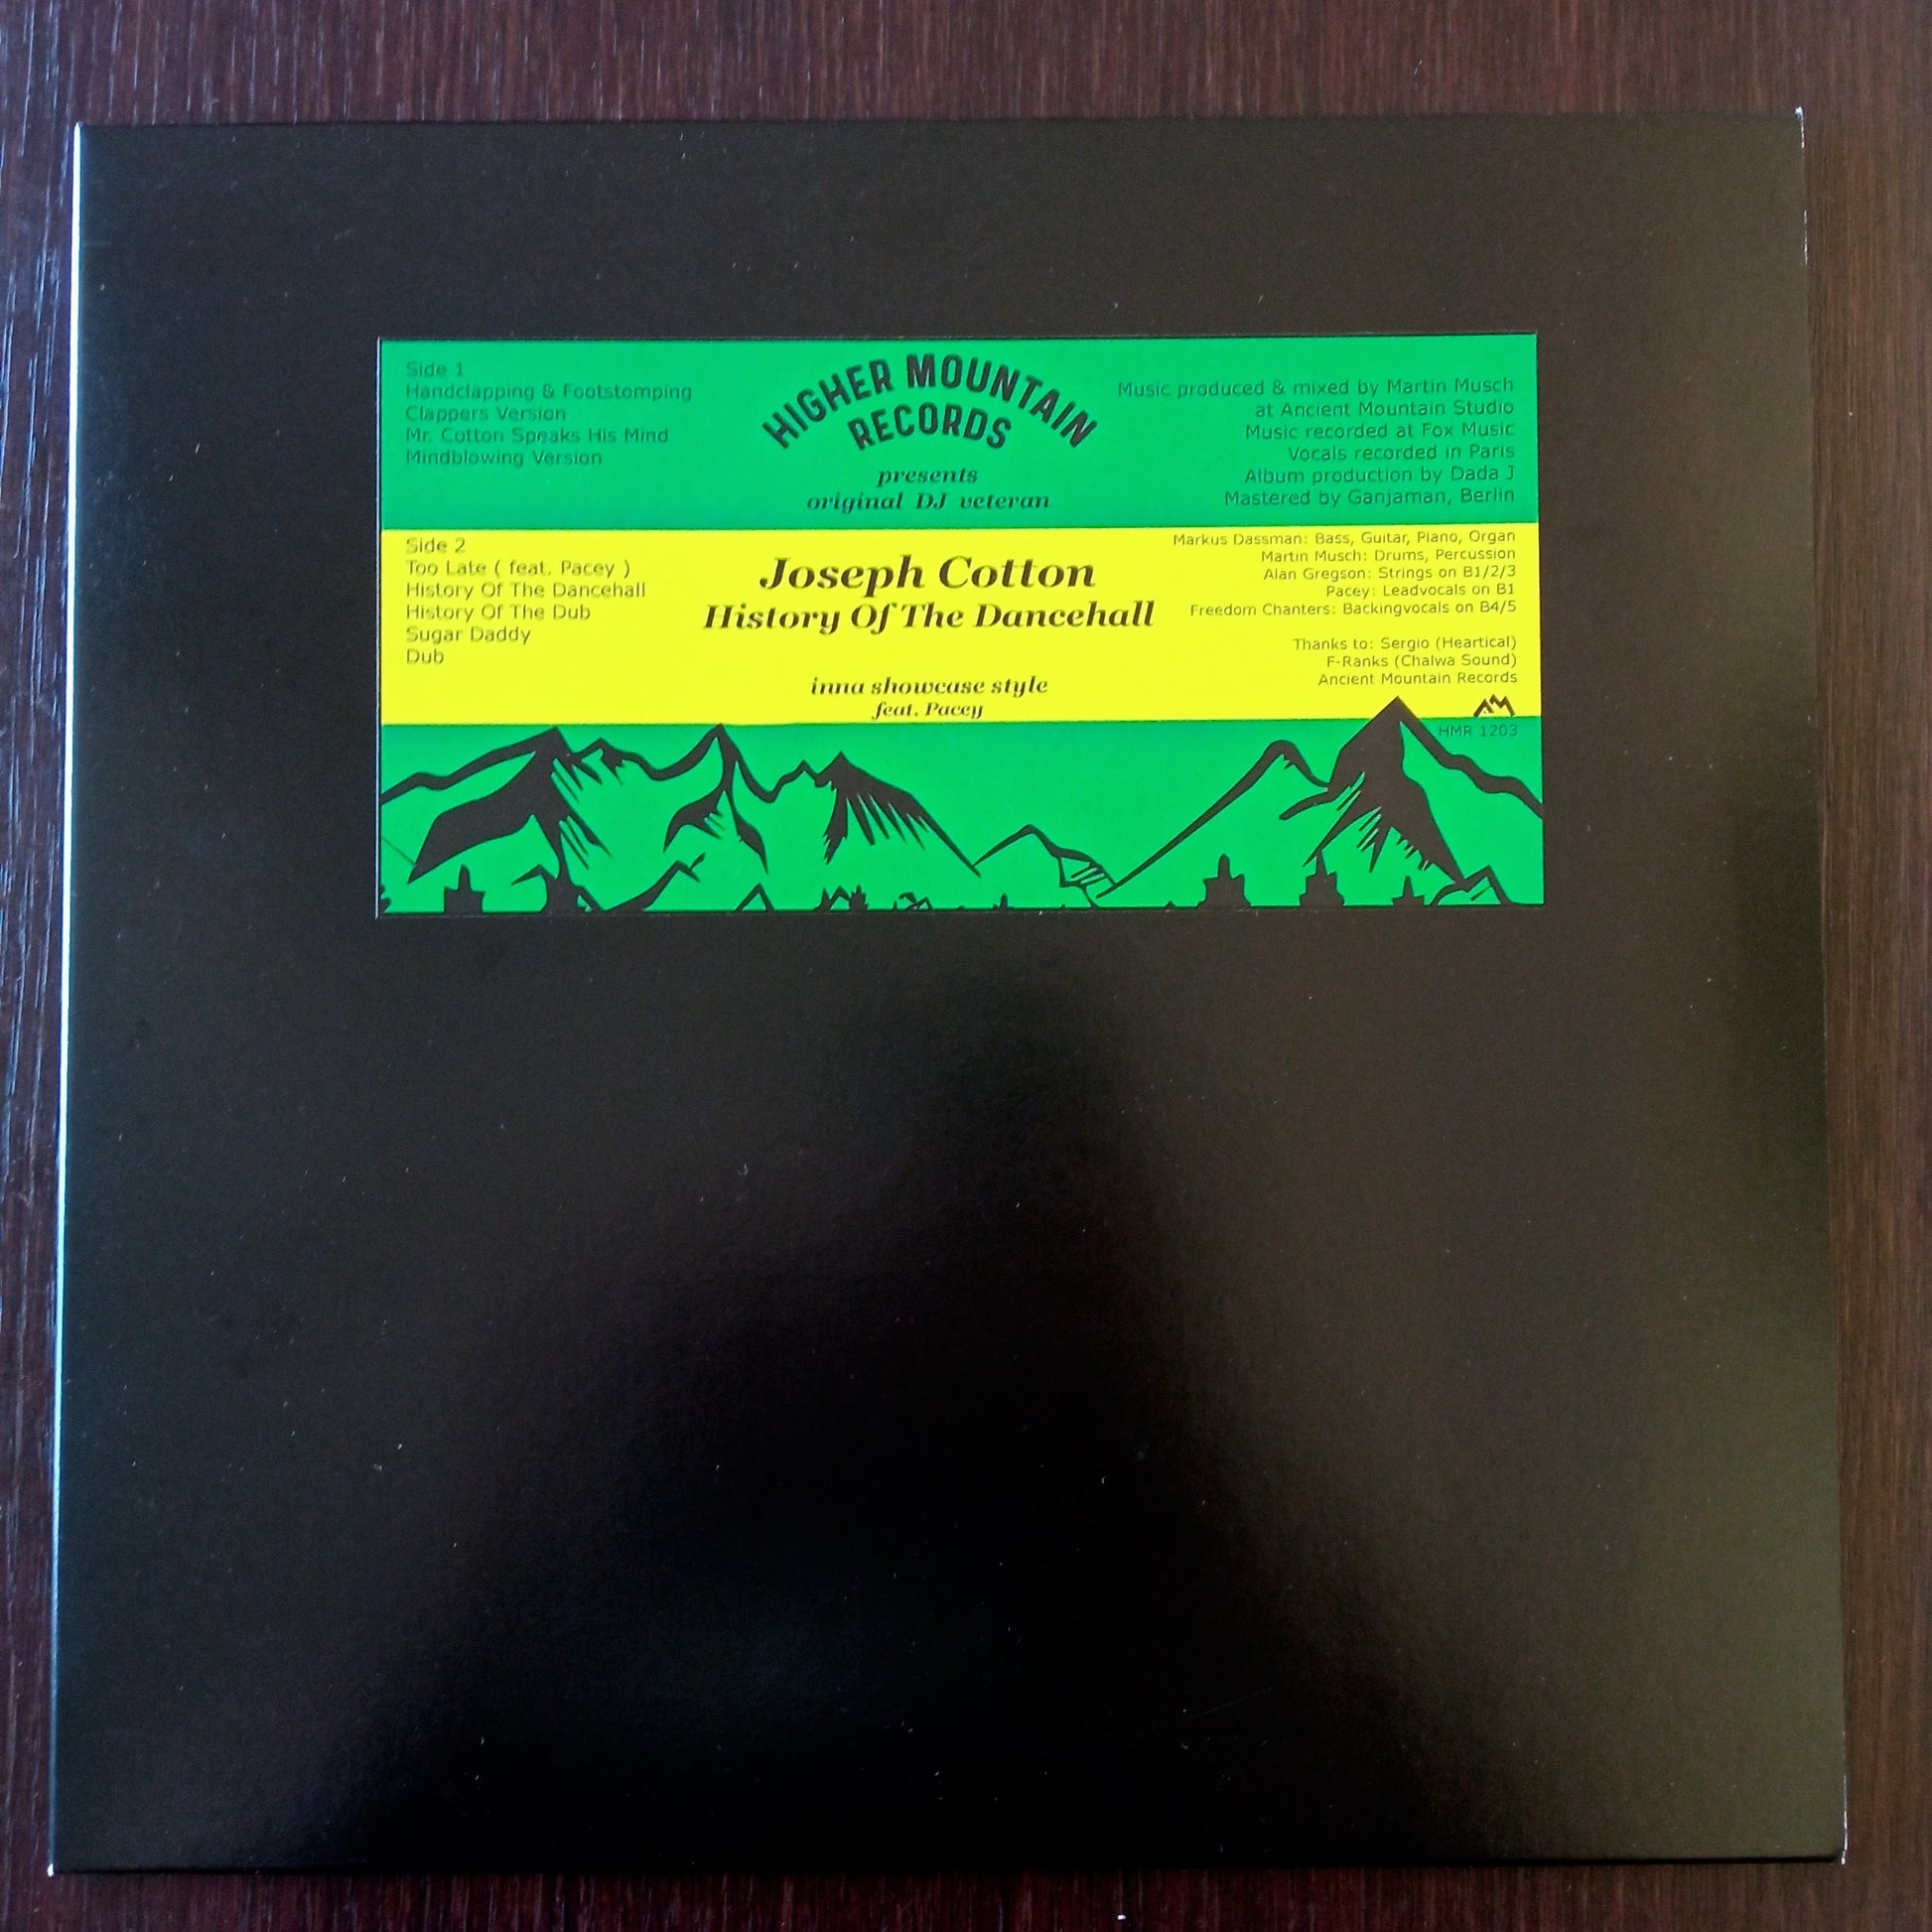 Side 1
Handclapping & Footstomping
Clappers Version
Mr. Cotton Speaks His Mind
Mindblowing Version
HIGHER MOUNTAIN
RECORDS
presents
original DJ veteran
Music produced & mixed by Martin Musch
at Ancient Mountain Studio
Music recorded at Fox Music
Vocals recorded in Paris
Album production by Dada J
Mastered by Ganjaman, Berlin
Side 2
Too Late ( feat. Pacey )
History Of The Dancehall
History Of The Dub
Sugar Daddy
Dub
Joseph Cotton
History Of The Dancehall
inna showcase style
feat. Pacey
Markus Dassman: Bass, Guitar, Piano, Organ
Martin Musch: Drums, Percussion
Alan Gregson: Strings on B1/2/3
Pacey: Leadvocals on B1
Freedom Chanters: Backingvocals on B4/5
Thanks to: Sergio (Heartical)
F-Ranks (Chalwa Sound)
Ancient Mountain Records
HMR 1203